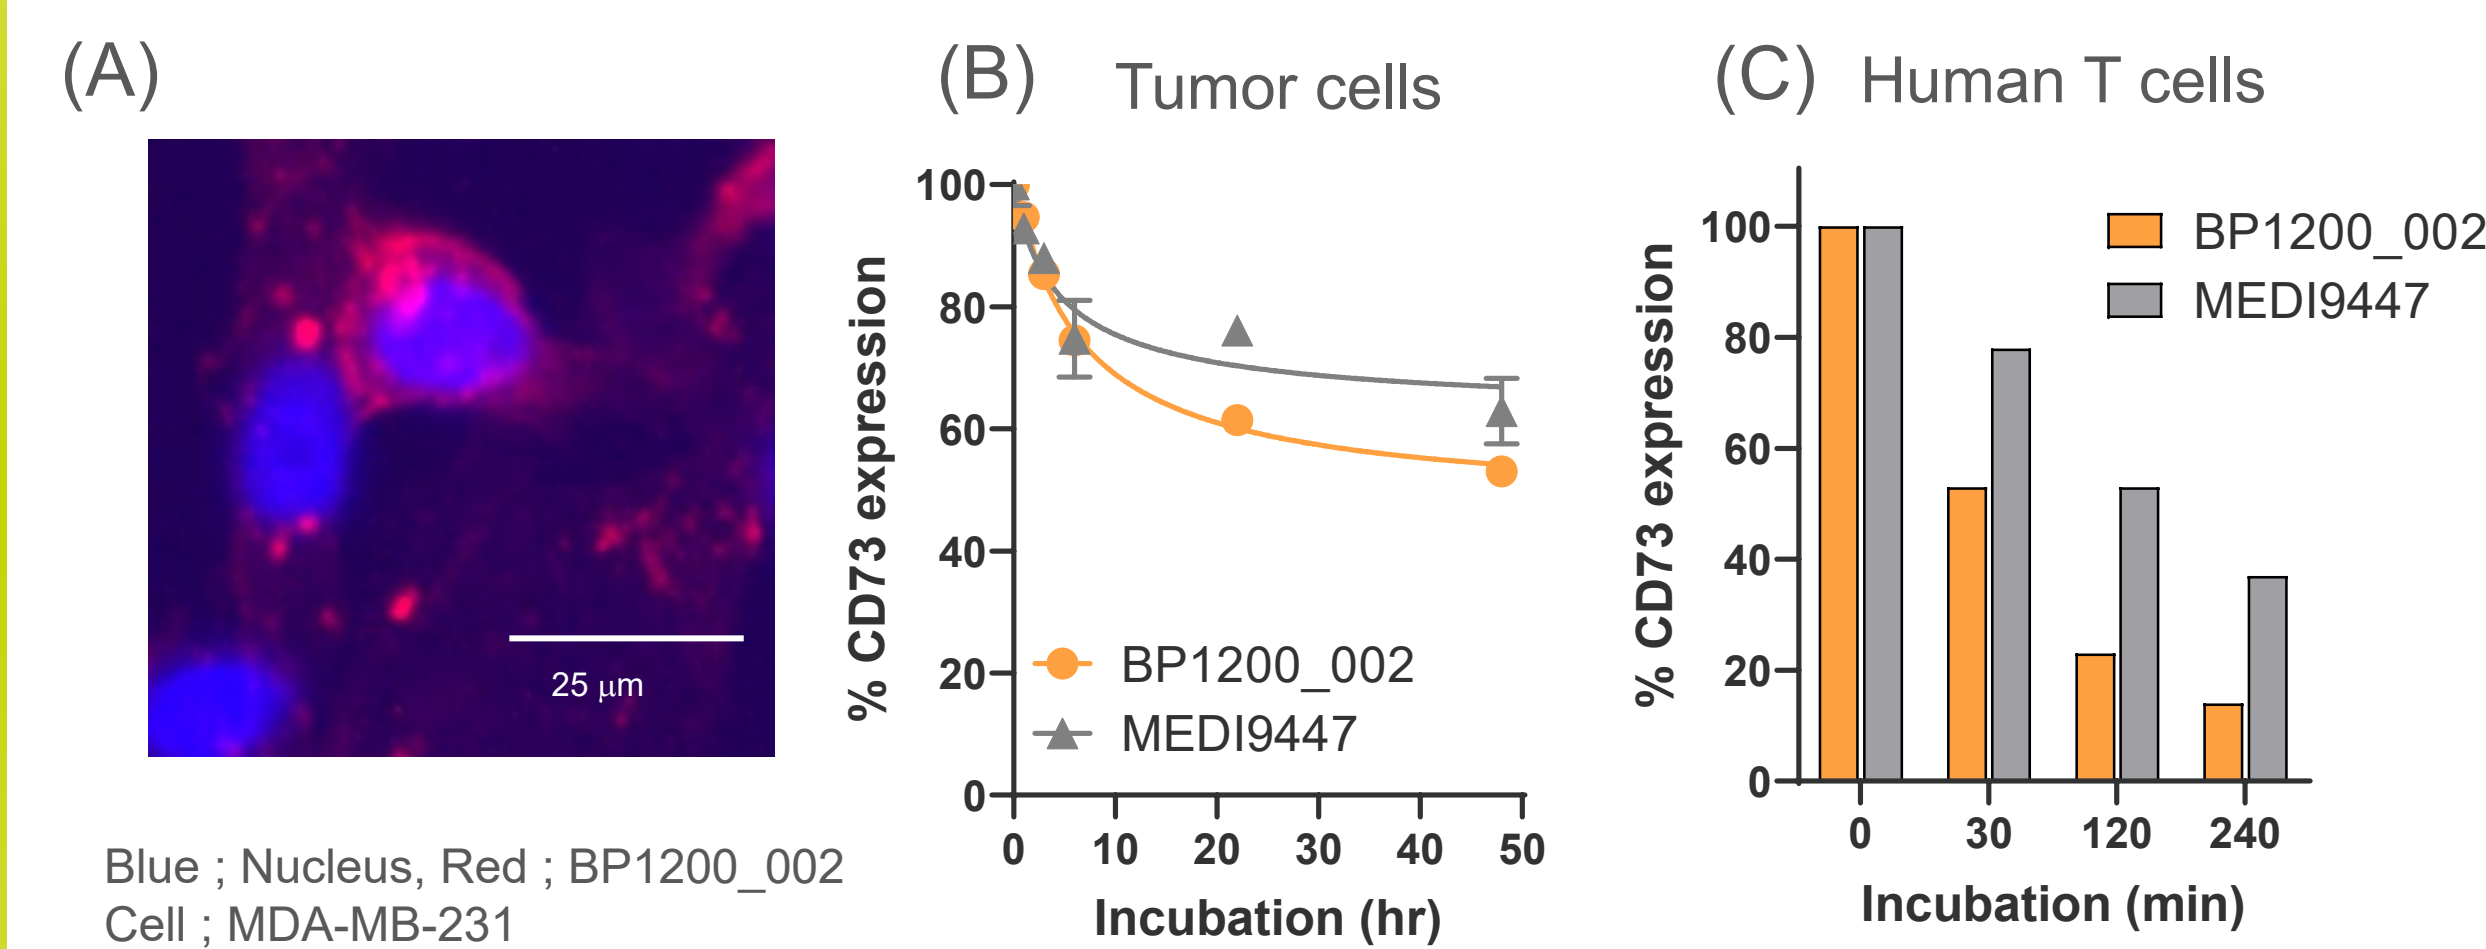 (A)
25 μm
Blue ; Nucleus, Red ; BP1200_002
Cell ; MDA-MB-231
(B) Tumor cells
% CD73 expression
100
80
60
40
20
0
BP1200_002
MEDI9447
0 10 20 30 40 50
Incubation (hr)
(C) Human T cells
% CD73 expression
100
80
60
40
20
0
BP1200_002
MEDI9447
0 30 120 240
Incubation (min)